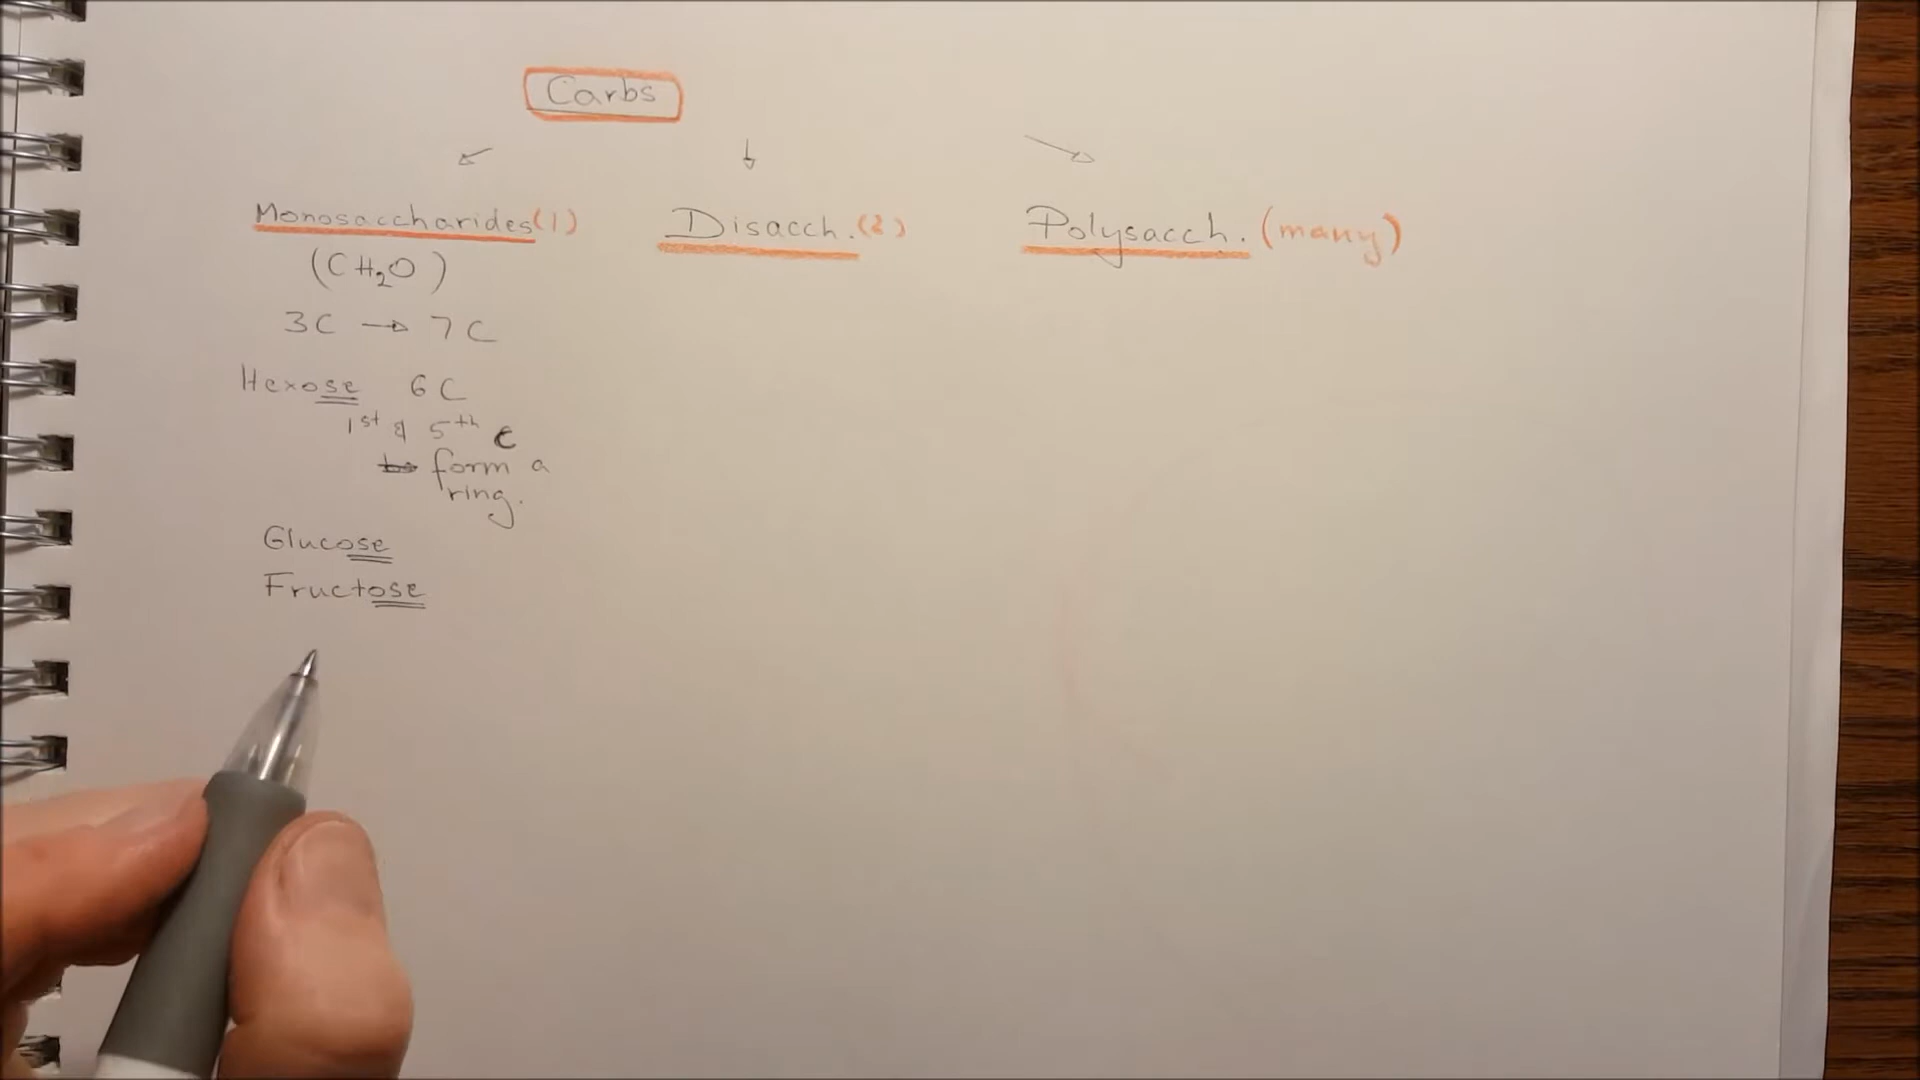 Carbs
Monosaccharides (1)
Disacch. (2)
Polysacch. (many)
(CH₂O )
3C → 7C
Hexose 6C
1st & 5th C
↳ form a
ring.
Glucose
Fructose